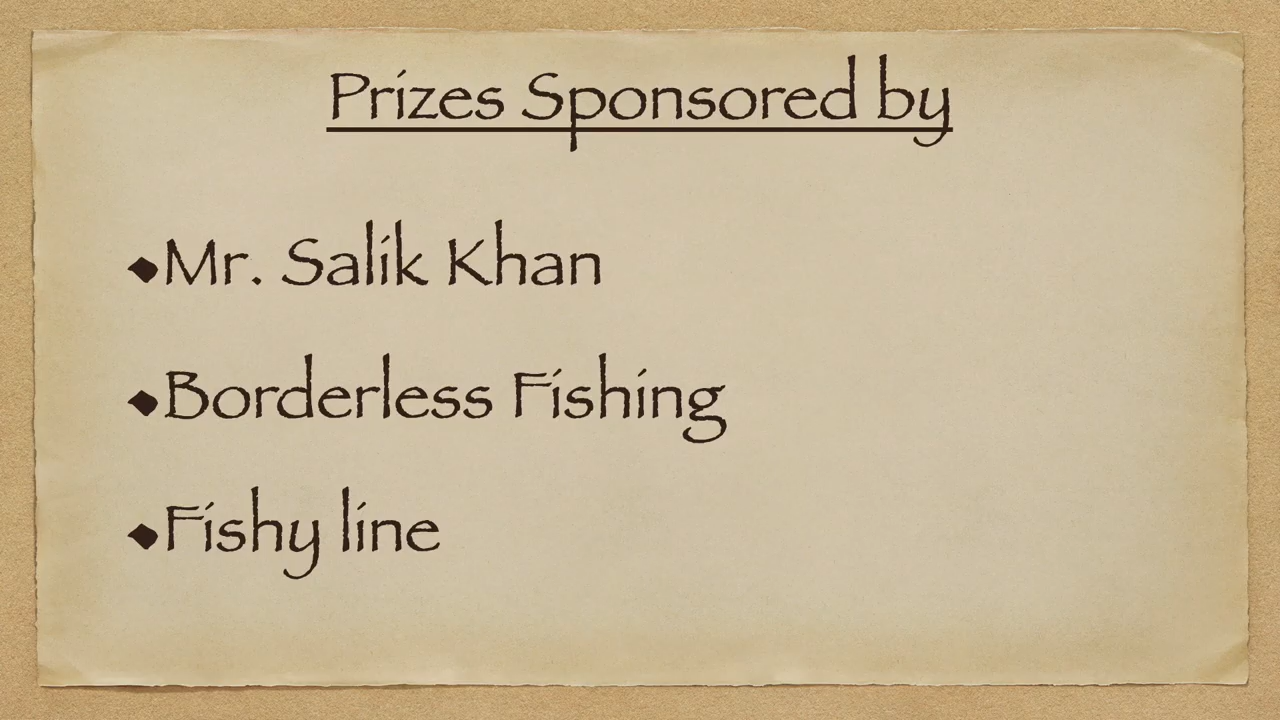 Prizes Sponsored by
Mr. Salik Khan
Borderless Fishing
Fishy line